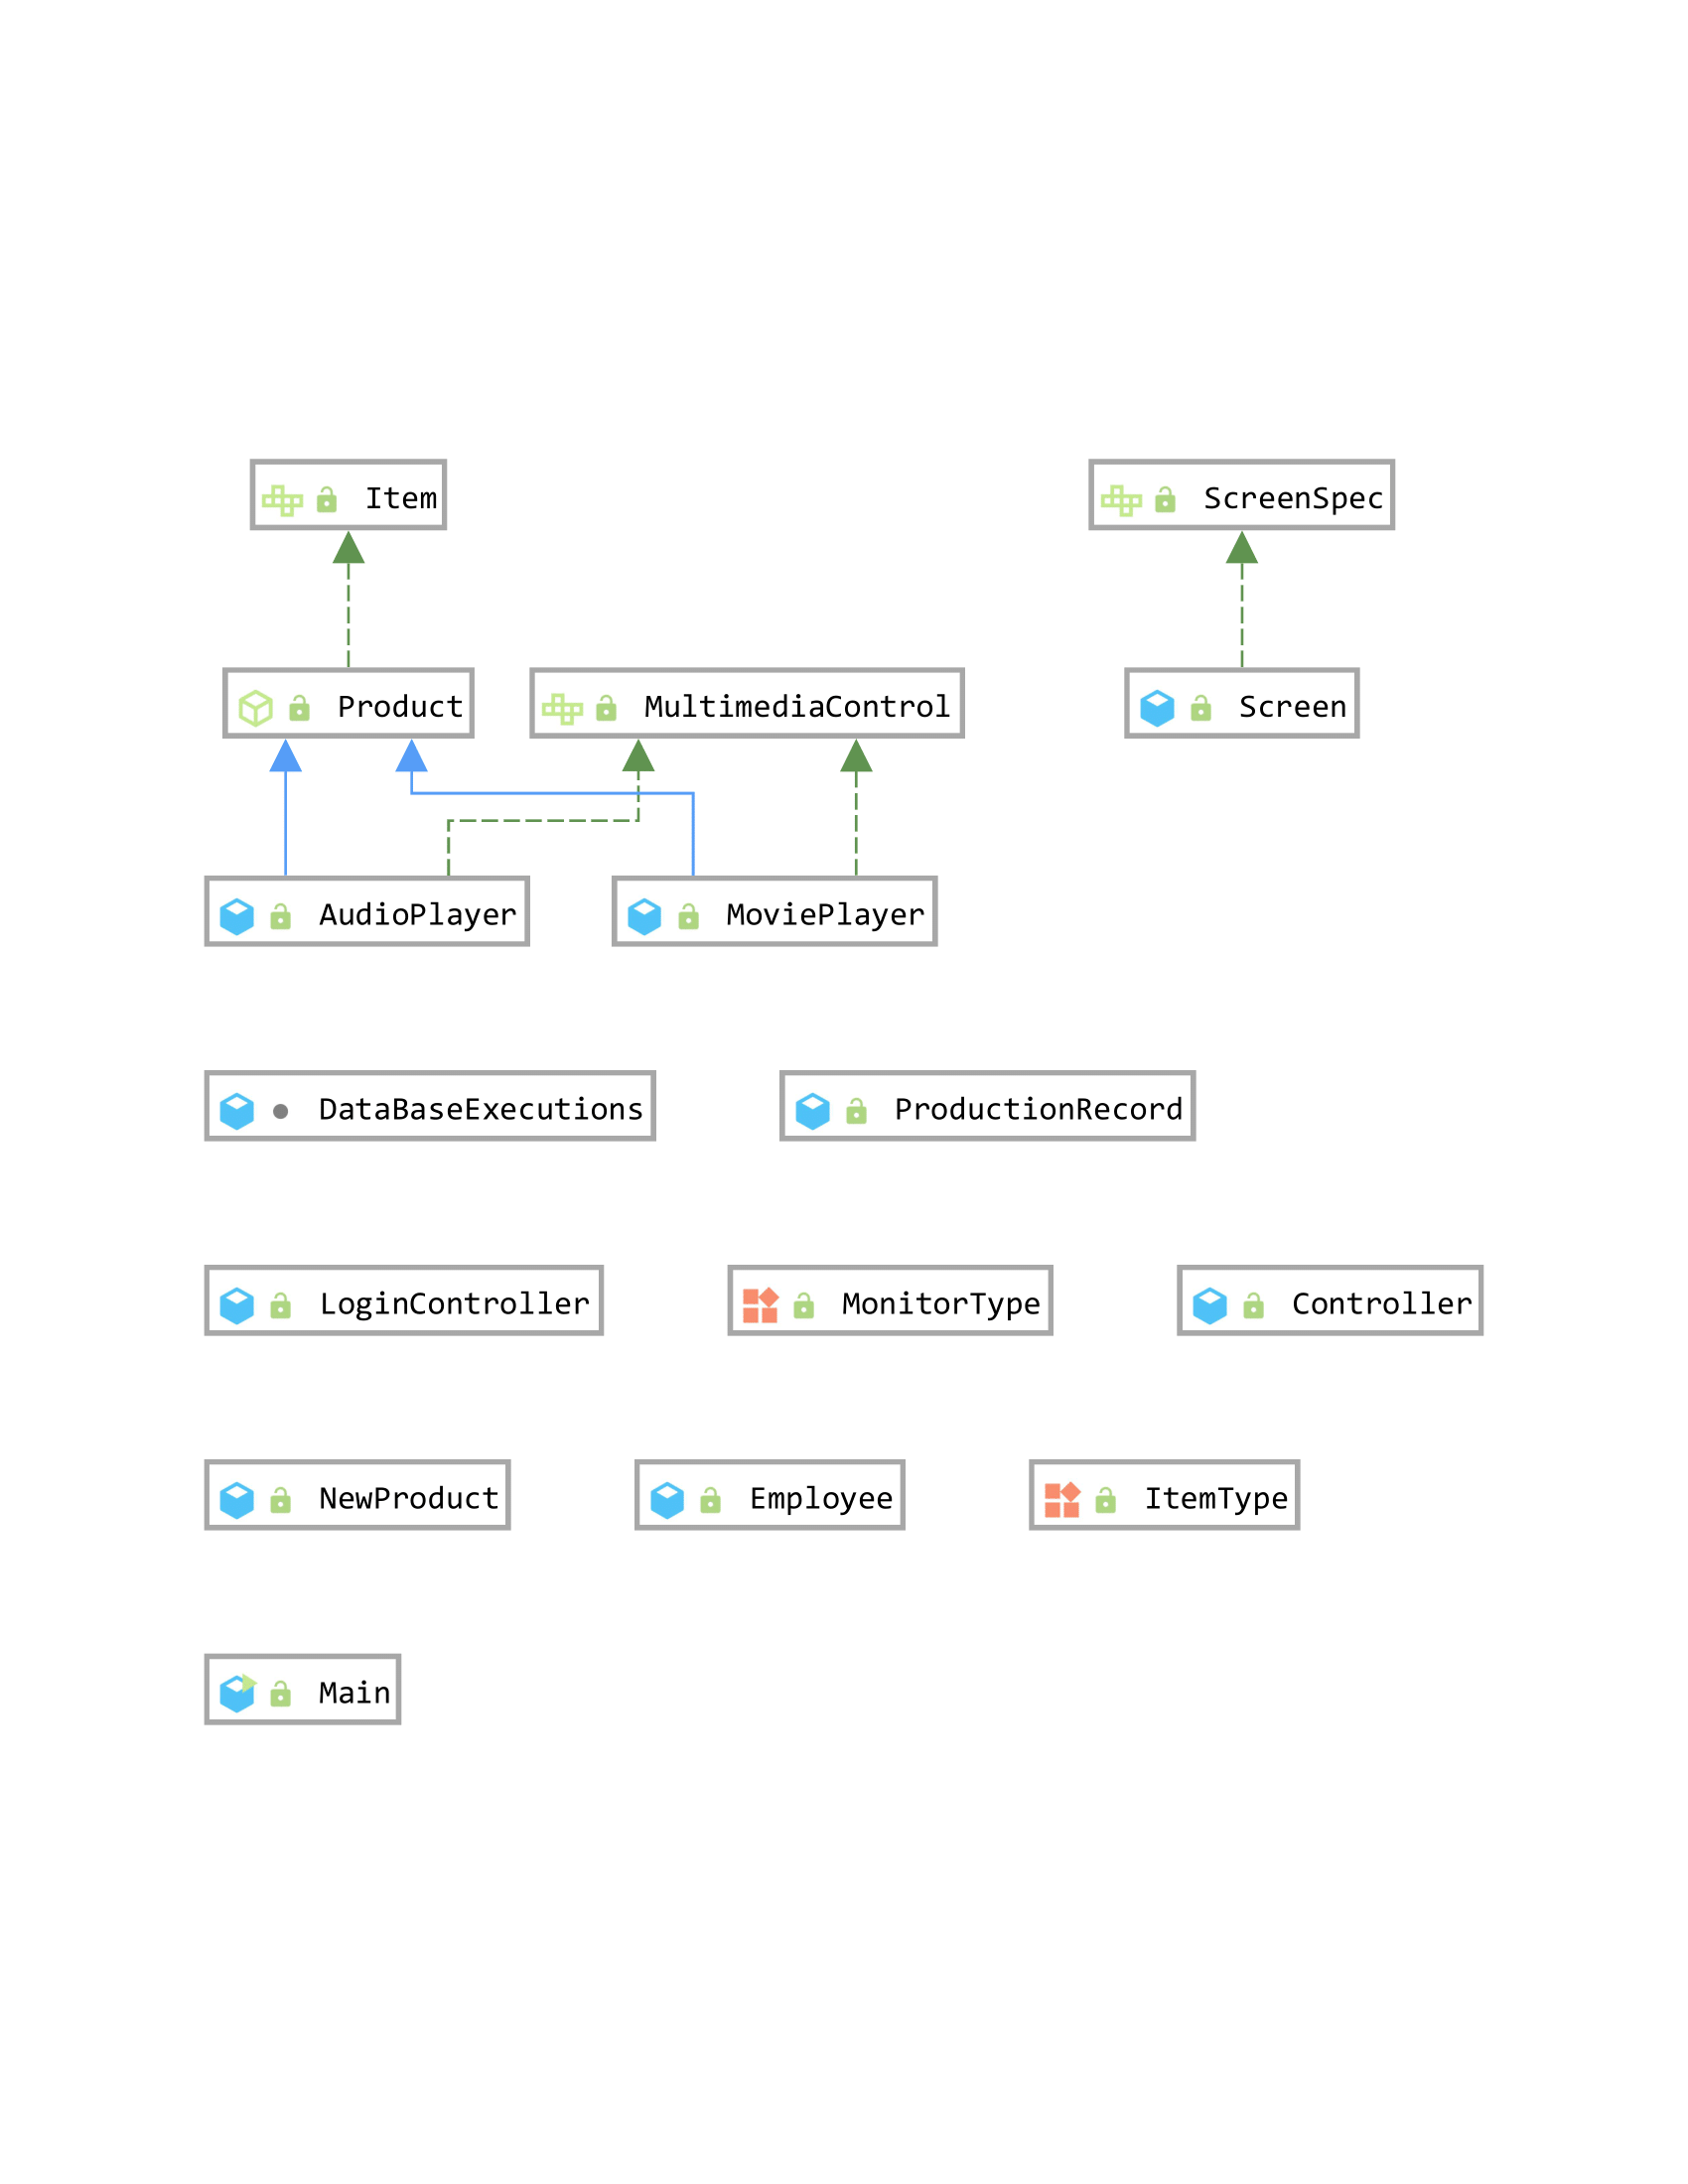 Item
ScreenSpec
Product
MultimediaControl
Screen
AudioPlayer
MoviePlayer
DataBaseExecutions
ProductionRecord
LoginController
MonitorType
Controller
NewProduct
Employee
ItemType
Main